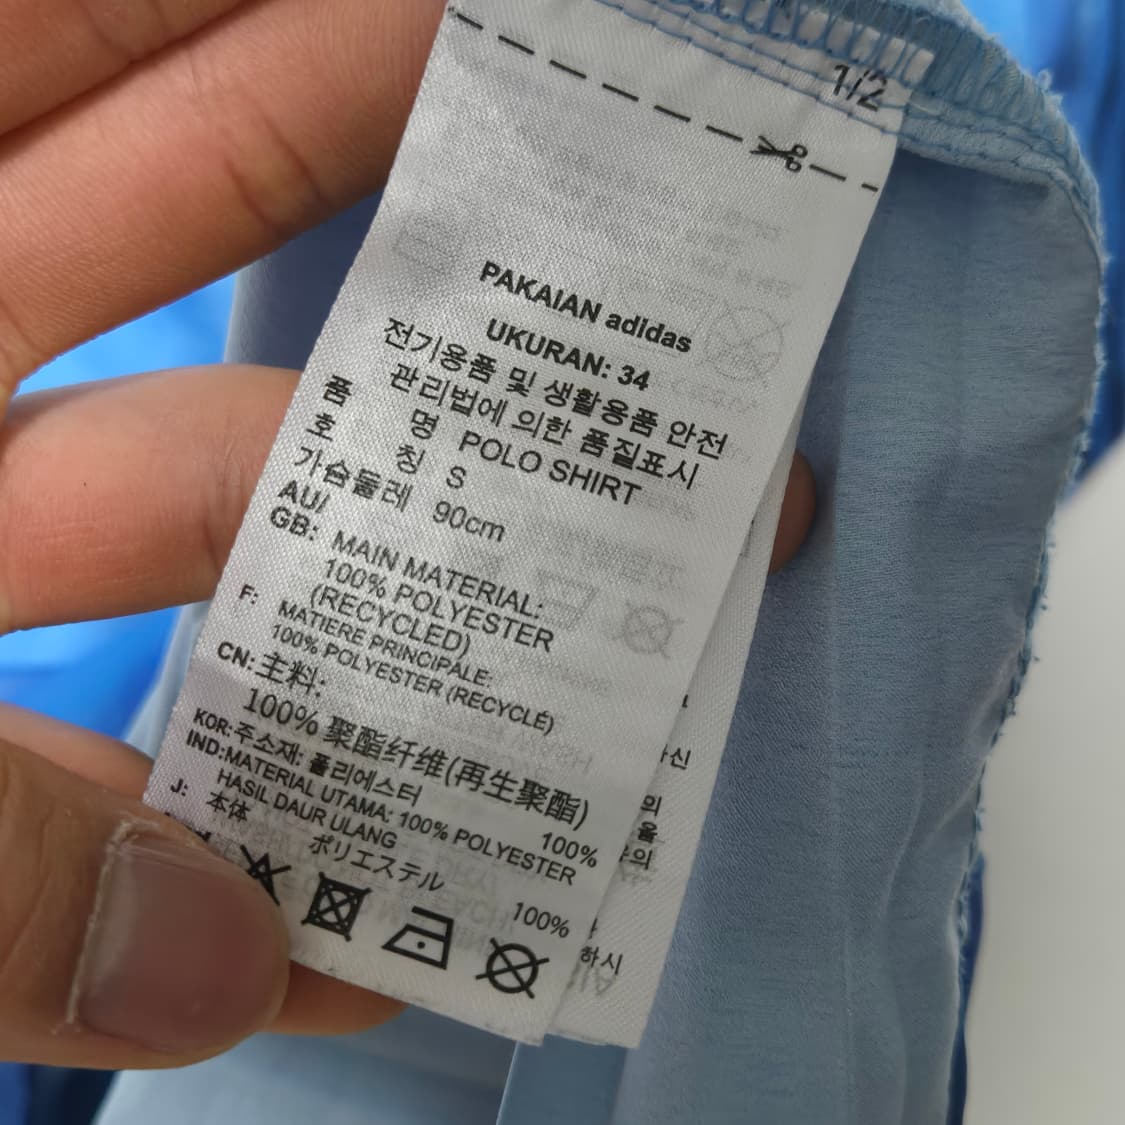 1/2
PAKAIAN adidas
UKURAN: 34
전기용품 및 생활용품 안전
관리법에 의한 품질표시
품 명 POLO SHIRT
호 칭 S
가슴둘레 90cm
AU/
GB: MAIN MATERIAL:
100% POLYESTER
(RECYCLED)
F: MATIERE PRINCIPALE:
100% POLYESTER (RECYCLÉ)
CN: 主料:
100% 聚酯纤维(再生聚酯)
KOR: 주소재: 폴리에스터 100%
IND: MATERIAL UTAMA: 100% POLYESTER
HASIL DAUR ULANG
J: 本体
ポリエステル 100%
하시